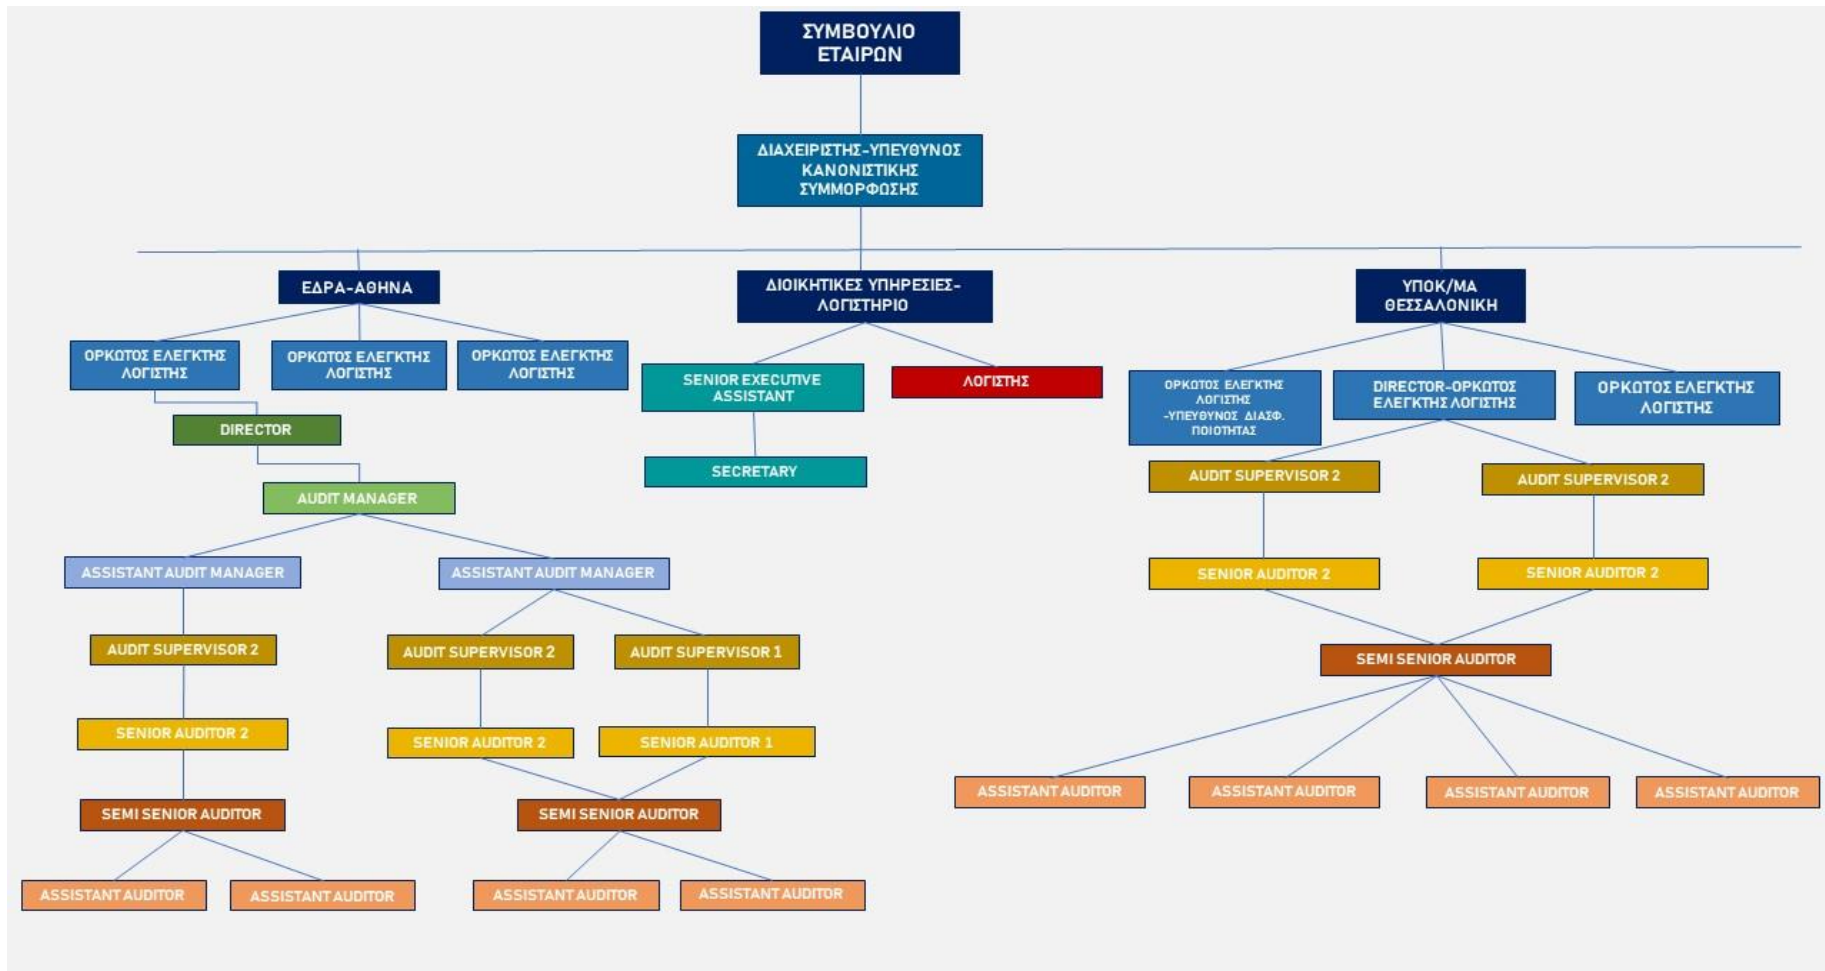 ΣΥΜΒΟΥΛΙΟ
ΕΤΑΙΡΩΝ
ΔΙΑΧΕΙΡΙΣΤΗΣ-ΥΠΕΥΘΥΝΟΣ
ΚΑΝΟΝΙΣΤΙΚΗΣ
ΣΥΜΜΟΡΦΩΣΗΣ
ΕΔΡΑ-ΑΘΗΝΑ
ΔΙΟΙΚΗΤΙΚΕΣ ΥΠΗΡΕΣΙΕΣ-
ΛΟΓΙΣΤΗΡΙΟ
ΥΠΟΚ/ΜΑ
ΘΕΣΣΑΛΟΝΙΚΗ
ΟΡΚΩΤΟΣ ΕΛΕΓΚΤΗΣ
ΛΟΓΙΣΤΗΣ
ΟΡΚΩΤΟΣ ΕΛΕΓΚΤΗΣ
ΛΟΓΙΣΤΗΣ
ΟΡΚΩΤΟΣ ΕΛΕΓΚΤΗΣ
ΛΟΓΙΣΤΗΣ
SENIOR EXECUTIVE
ASSISTANT
ΛΟΓΙΣΤΗΣ
ΟΡΚΩΤΟΣ ΕΛΕΓΚΤΗΣ
ΛΟΓΙΣΤΗΣ
-ΥΠΕΥΘΥΝΟΣ ΔΙΑΣΦ.
ΠΟΙΟΤΗΤΑΣ
DIRECTOR-ΟΡΚΩΤΟΣ
ΕΛΕΓΚΤΗΣ ΛΟΓΙΣΤΗΣ
ΟΡΚΩΤΟΣ ΕΛΕΓΚΤΗΣ
ΛΟΓΙΣΤΗΣ
DIRECTOR
SECRETARY
AUDIT SUPERVISOR 2
AUDIT SUPERVISOR 2
AUDIT MANAGER
ASSISTANT AUDIT MANAGER
ASSISTANT AUDIT MANAGER
SENIOR AUDITOR 2
SENIOR AUDITOR 2
AUDIT SUPERVISOR 2
AUDIT SUPERVISOR 2
AUDIT SUPERVISOR 1
SEMI SENIOR AUDITOR
SENIOR AUDITOR 2
SENIOR AUDITOR 2
SENIOR AUDITOR 1
ASSISTANT AUDITOR
ASSISTANT AUDITOR
ASSISTANT AUDITOR
ASSISTANT AUDITOR
SEMI SENIOR AUDITOR
SEMI SENIOR AUDITOR
ASSISTANT AUDITOR
ASSISTANT AUDITOR
ASSISTANT AUDITOR
ASSISTANT AUDITOR